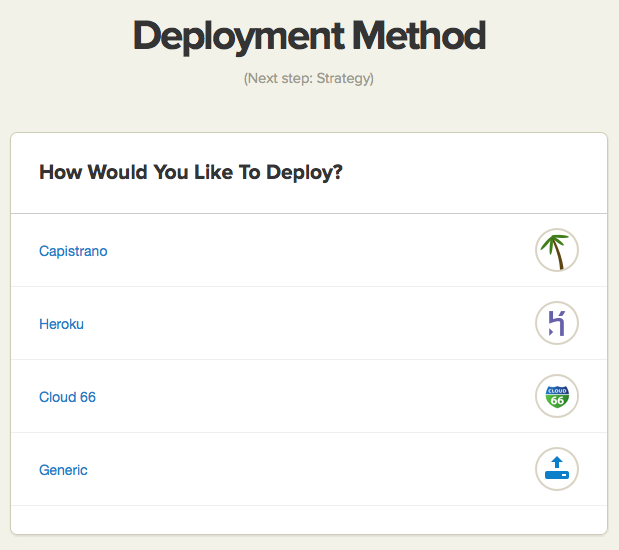 Deployment Method
(Next step: Strategy)
How Would You Like To Deploy?
Capistrano
Heroku
Cloud 66
CLOUD
66
Generic